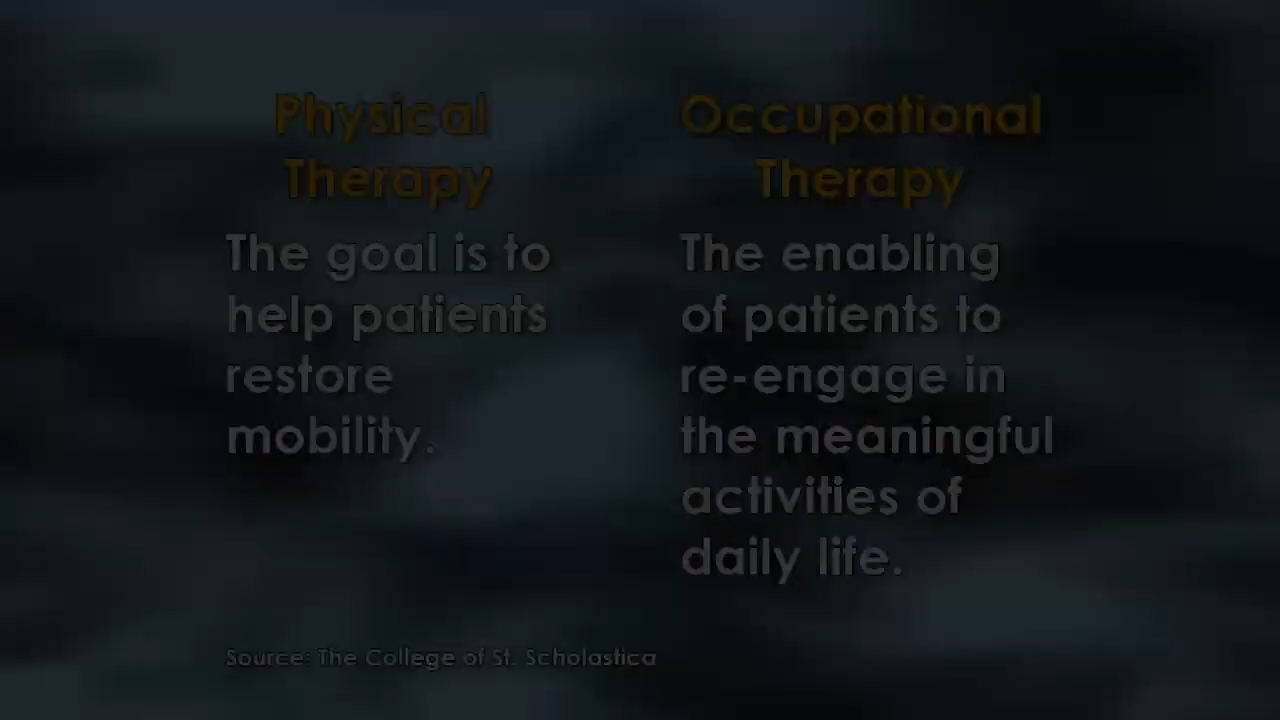 Physical
Therapy
The goal is to
help patients
restore
mobility.
Occupational
Therapy
The enabling
of patients to
re-engage in
the meaningful
activities of
daily life.
Source: The College of St. Scholastica